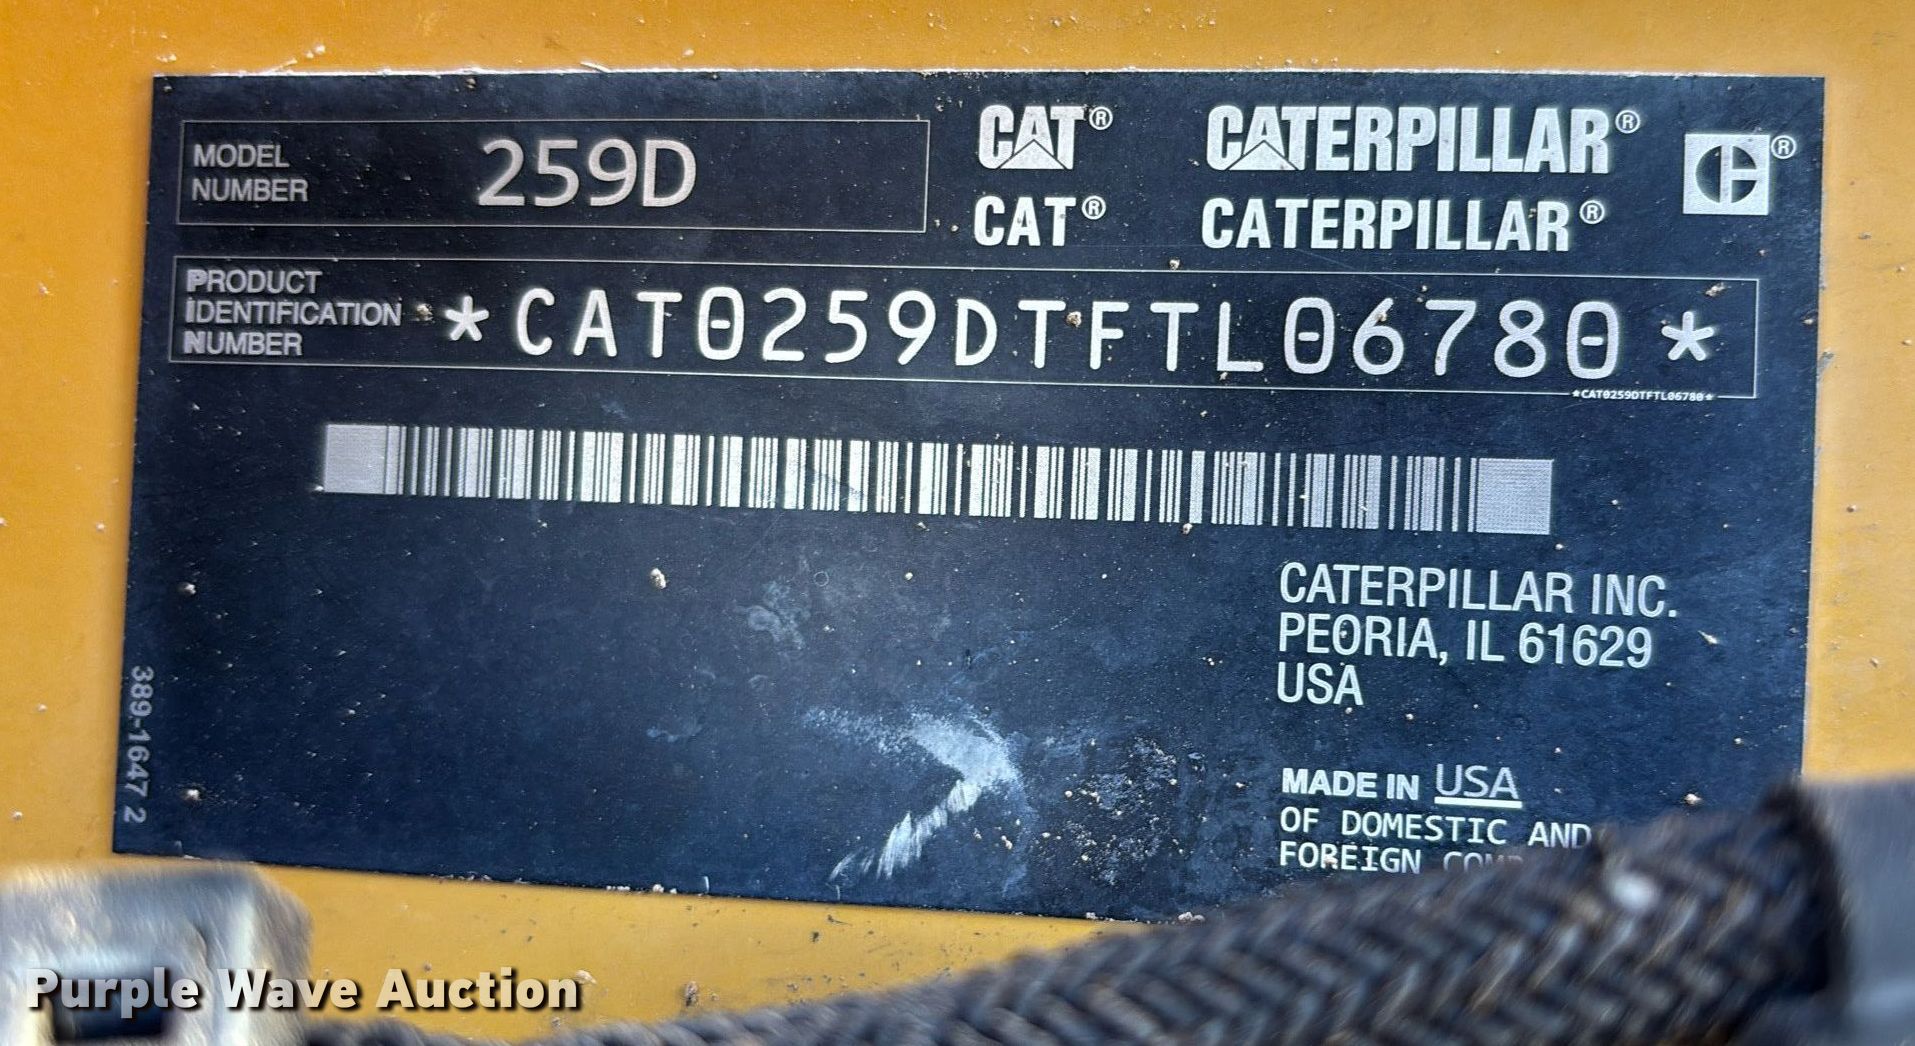 MODEL
NUMBER
259D
CAT® CATERPILLAR®
CAT® CATERPILLAR®
PRODUCT
IDENTIFICATION
NUMBER
*CAT0259DTFTL06780*
*CAT0259DTFTL06780*
CATERPILLAR INC.
PEORIA, IL 61629
USA
MADE IN USA
OF DOMESTIC AND
FOREIGN
389-1647 2
Purple Wave Auction